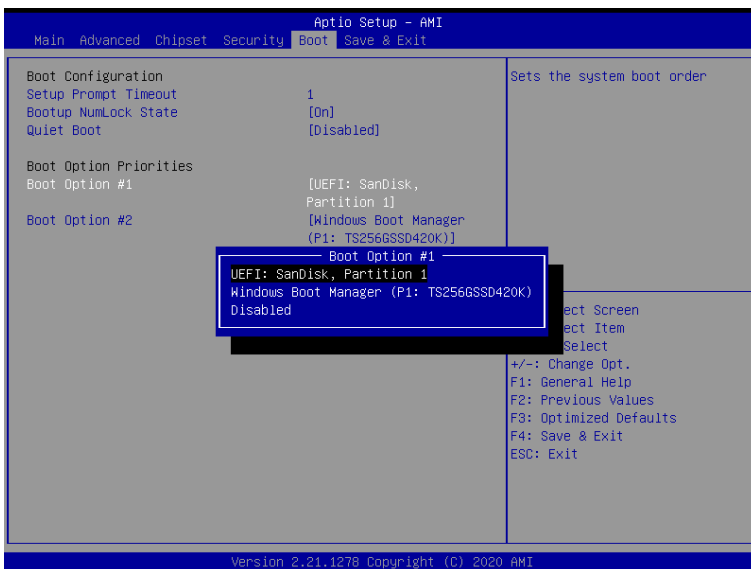 Aptio Setup – AMI
Main Advanced Chipset Security Boot Save & Exit
Boot Configuration
Setup Prompt Timeout 1
Bootup NumLock State [On]
Quiet Boot [Disabled]
Boot Option Priorities
Boot Option #1 [UEFI: SanDisk,
Partition 1]
Boot Option #2 [Windows Boot Manager
(P1: TS256GSSD420K)]
Boot Option #1
UEFI: SanDisk, Partition 1
Windows Boot Manager (P1: TS256GSSD420K)
Disabled
Sets the system boot order
ect Screen
ect Item
Select
+/-: Change Opt.
F1: General Help
F2: Previous Values
F3: Optimized Defaults
F4: Save & Exit
ESC: Exit
Version 2.21.1278 Copyright (C) 2020 AMI